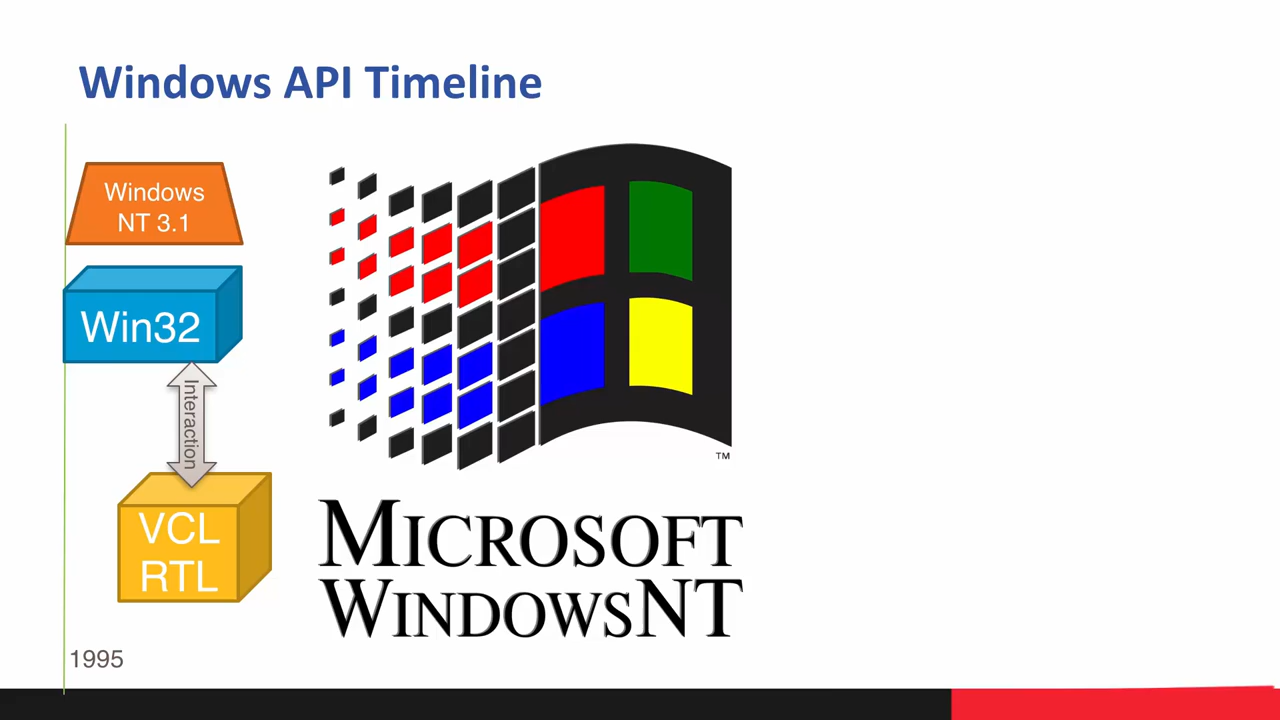 Windows API Timeline
Windows
NT 3.1
Win32
Interaction
VCL
RTL
TM
MICROSOFT
WINDOWSNT
1995